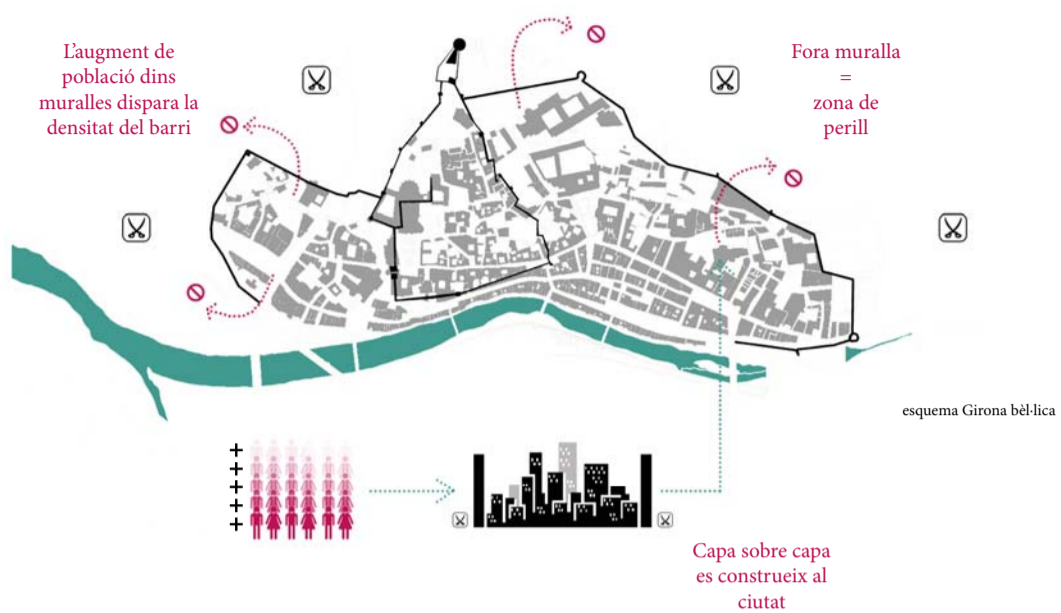 L'augment de
població dins
muralles dispara la
densitat del barri
Fora muralla
=
zona de
perill
esquema Girona bèl·lica
+
+
+
+
+
Capa sobre capa
es construeix al
ciutat